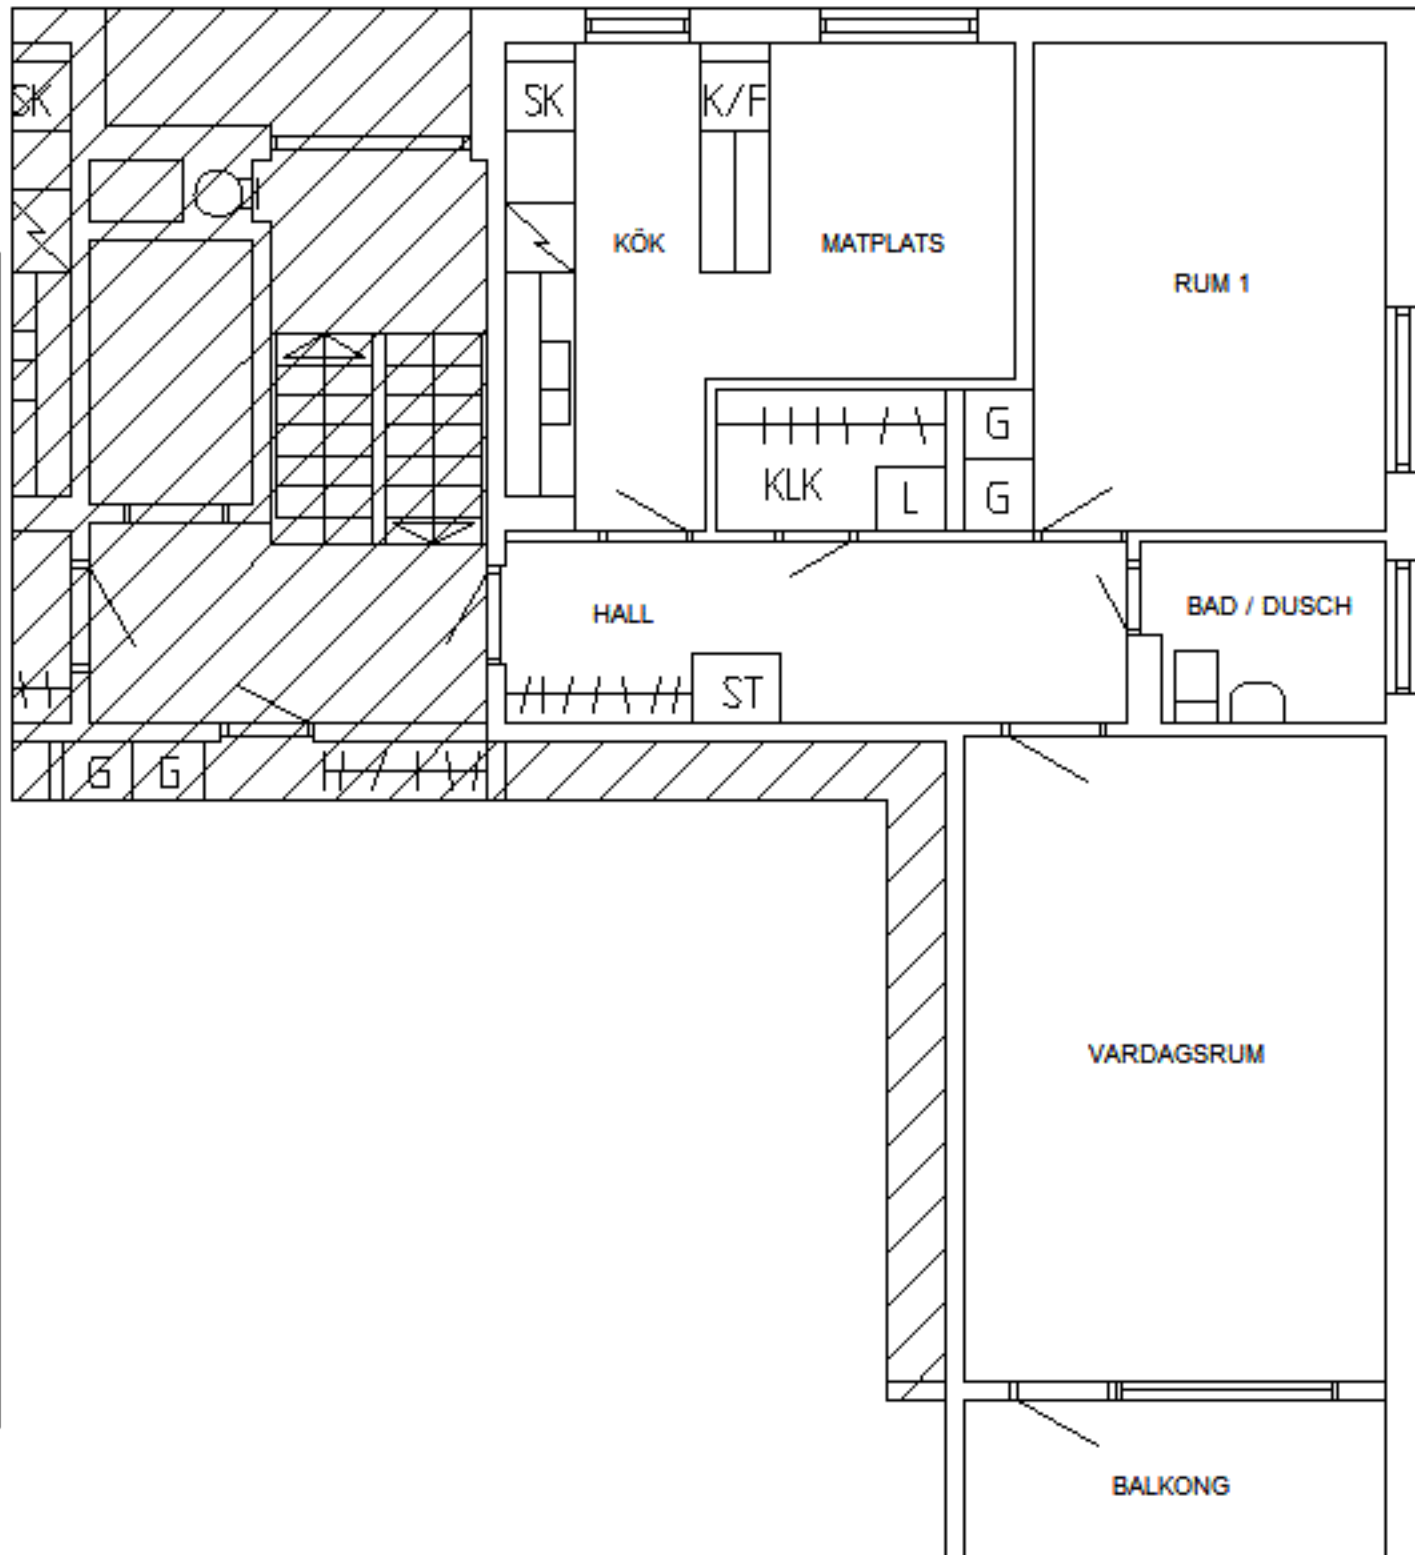 SK
SK
K/F
KÖK
MATPLATS
RUM 1
G
KLK
L
G
HALL
BAD / DUSCH
ST
G
G
VARDAGSRUM
BALKONG